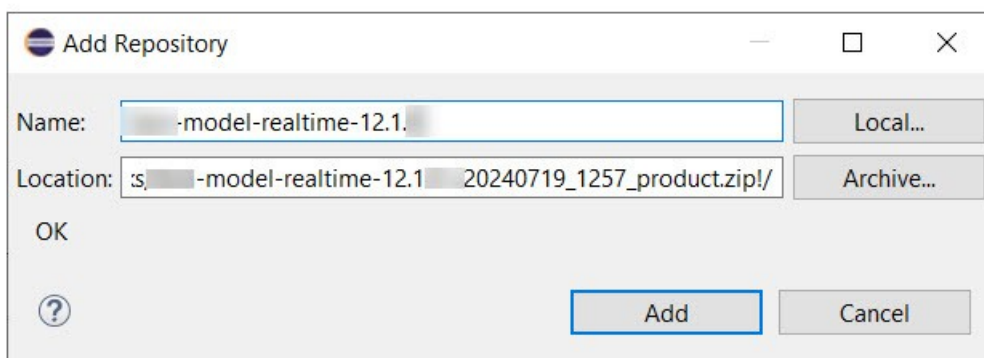 Add Repository
Name: -model-realtime-12.1. Local...
Location: :s, -model-realtime-12.1 20240719_1257_product.zip!/ Archive...
OK
Add Cancel